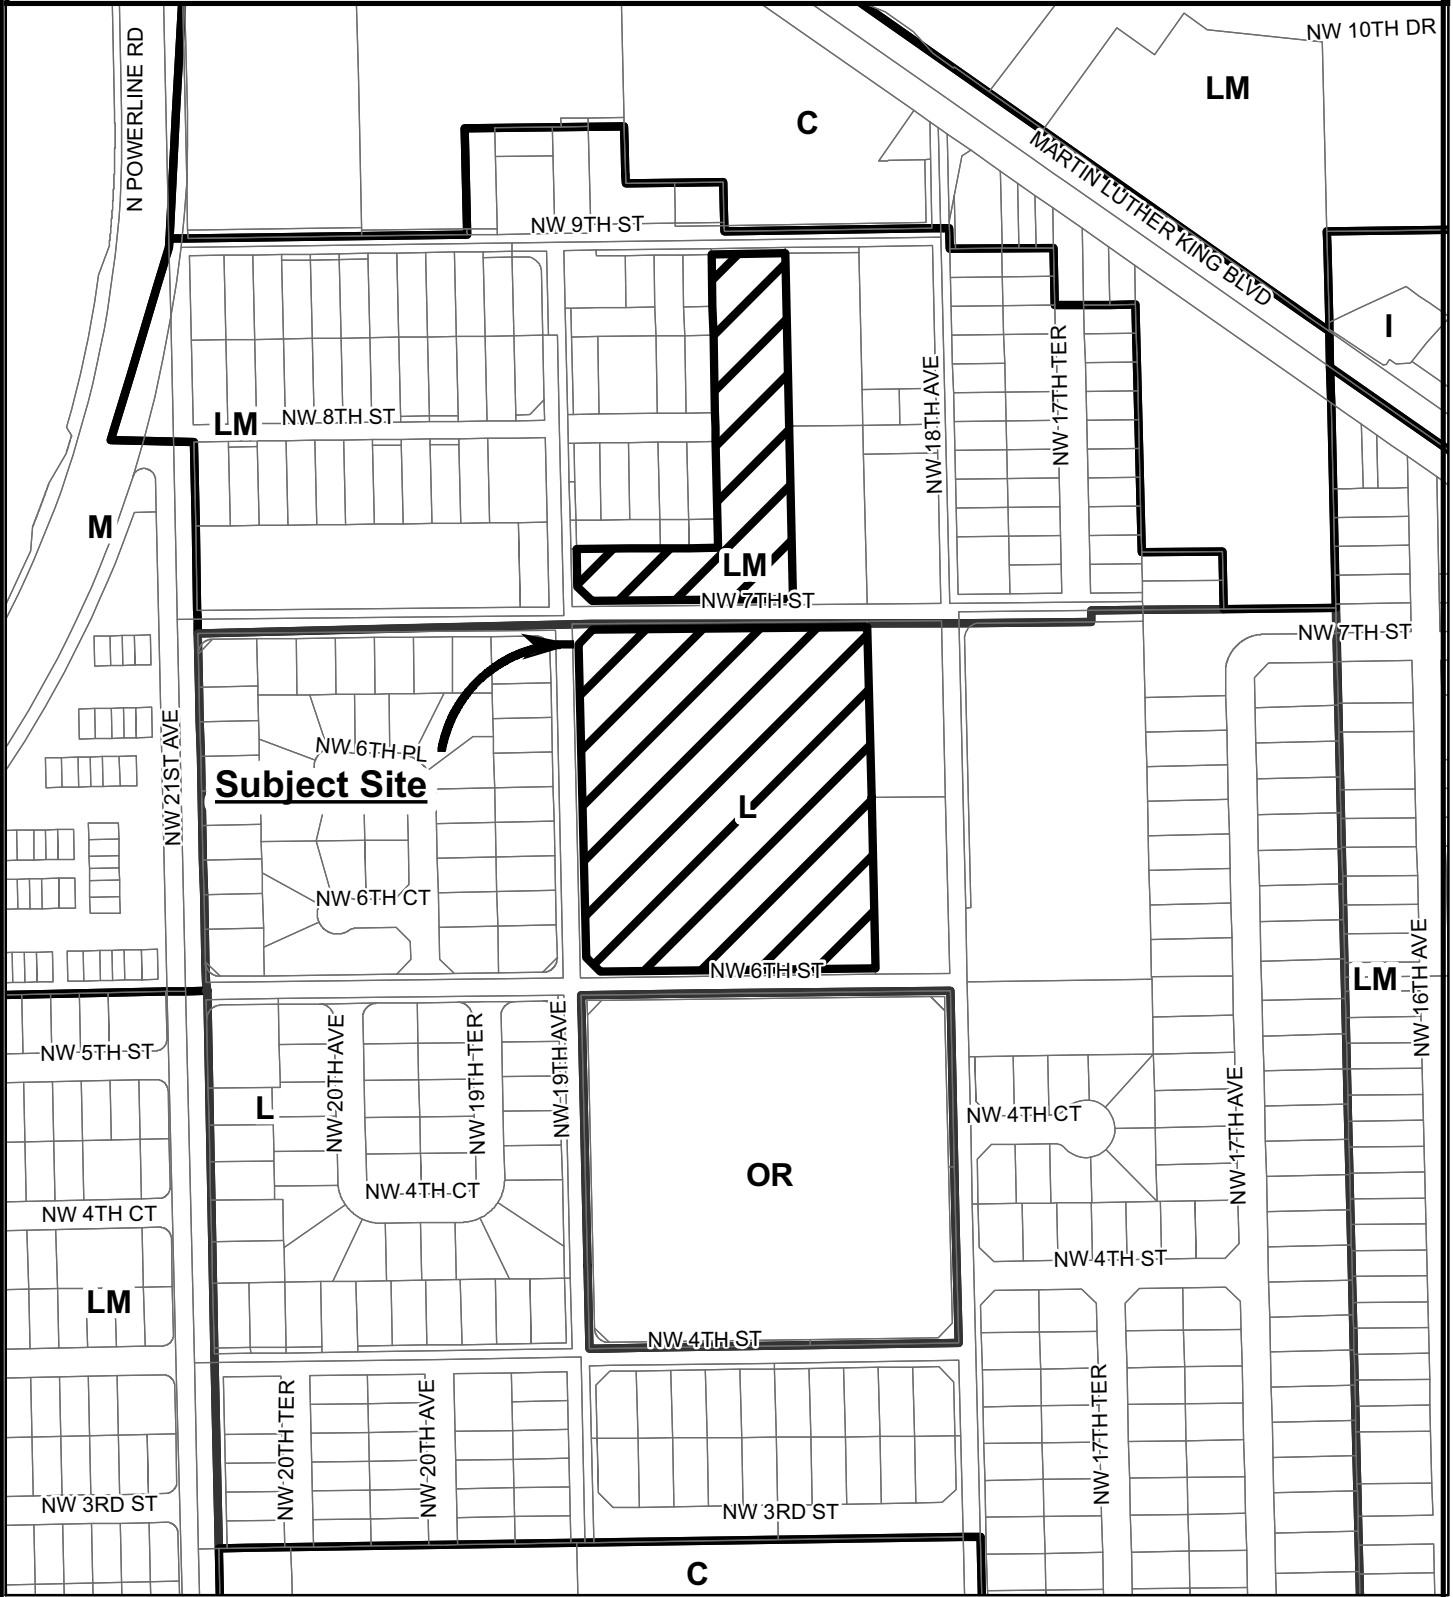 NW 10TH DR
N POWERLINE RD
LM
C
MARTIN LUTHER KING BLVD
NW 9TH ST
I
NW 18TH AVE
NW 17TH TER
LM
NW 8TH ST
M
LM
NW 7TH ST
NW 7TH ST
NW 21ST AVE
NW 6TH PL
Subject Site
L
NW 6TH CT
NW 6TH ST
LM
NW 16TH AVE
NW 5TH ST
NW 20TH AVE
NW 19TH TER
NW 19TH AVE
L
NW 4TH CT
NW 17TH AVE
OR
NW 4TH CT
NW 4TH CT
NW 4TH ST
LM
NW 4TH ST
NW 20TH TER
NW 20TH AVE
NW 17TH TER
NW 3RD ST
NW 3RD ST
C